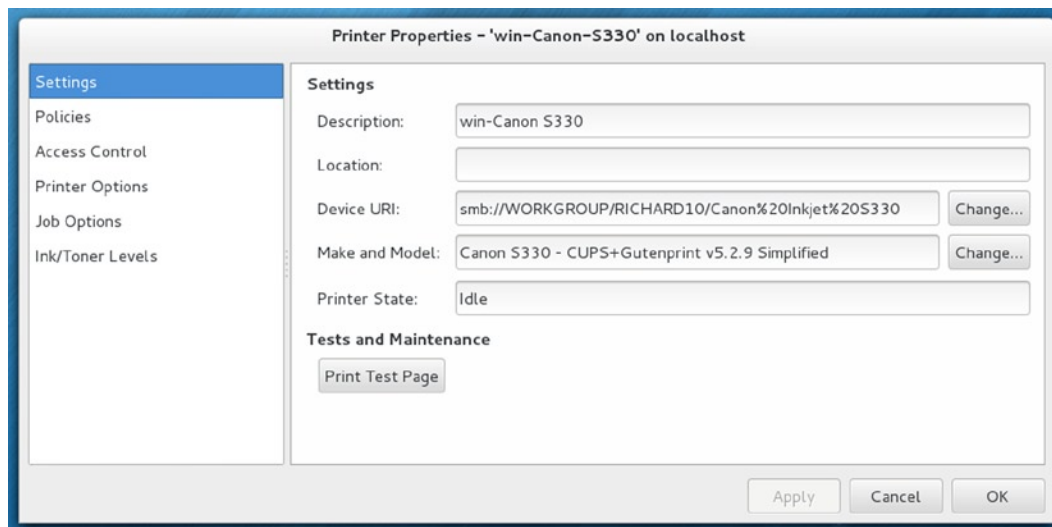 Printer Properties - 'win-Canon-S330' on localhost
Settings
Policies
Access Control
Printer Options
Job Options
Ink/Toner Levels
Settings
Description: win-Canon S330
Location:
Device URI: smb://WORKGROUP/RICHARD10/Canon%20Inkjet%20S330 Change...
Make and Model: Canon S330 - CUPS+Gutenprint v5.2.9 Simplified Change...
Printer State: Idle
Tests and Maintenance
Print Test Page
Apply Cancel OK